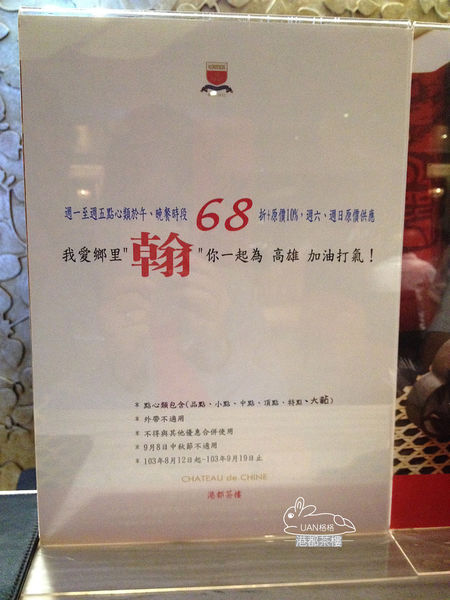 週一至週五點心類於午、晚餐時段 68 折+原價10%，週六、週日原價供應
我愛鄉里"翰"你一起為 高雄 加油打氣！
* 點心類包含(品點、小點、中點、頂點、特點、大點)
* 外帶不適用
* 不得與其他優惠合併使用
* 9月8日中秋節不適用
* 103年8月12日起~103年9月19日止
CHATEAU de CHINE
港都茶樓
LUAN格格
港都茶樓